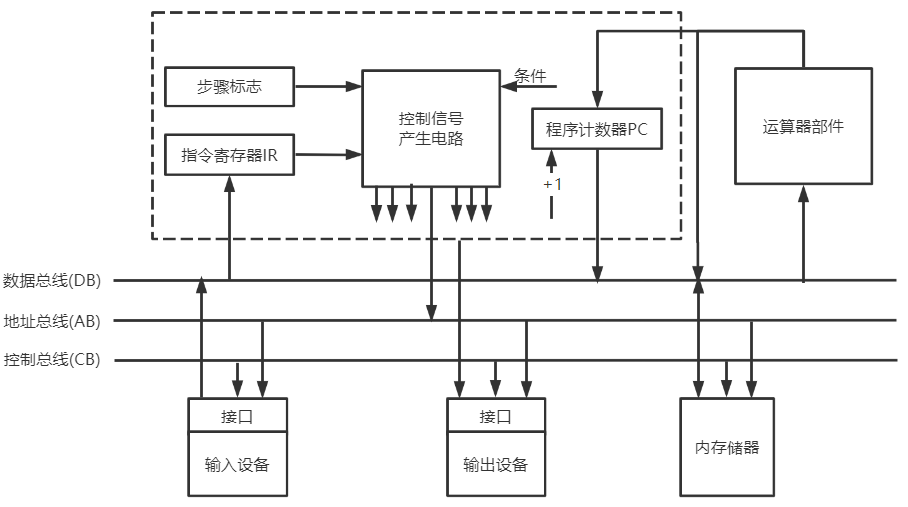 步骤标志
指令寄存器IR
控制信号
产生电路
条件
程序计数器PC
+1
运算器部件
数据总线(DB)
地址总线(AB)
控制总线(CB)
接口
输入设备
接口
输出设备
内存储器